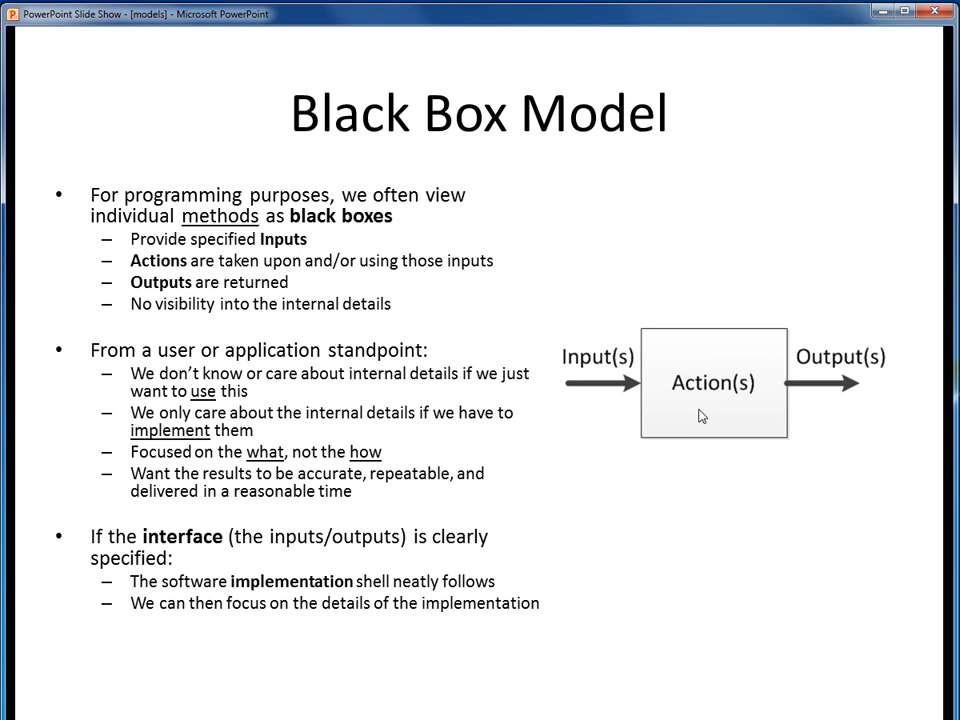 PowerPoint Slide Show - [models] - Microsoft PowerPoint
Black Box Model
• For programming purposes, we often view
individual methods as black boxes
– Provide specified Inputs
– Actions are taken upon and/or using those inputs
– Outputs are returned
– No visibility into the internal details
• From a user or application standpoint:
– We don't know or care about internal details if we just
want to use this
– We only care about the internal details if we have to
implement them
– Focused on the what, not the how
– Want the results to be accurate, repeatable, and
delivered in a reasonable time
• If the interface (the inputs/outputs) is clearly
specified:
– The software implementation shell neatly follows
– We can then focus on the details of the implementation
Input(s)
Action(s)
Output(s)